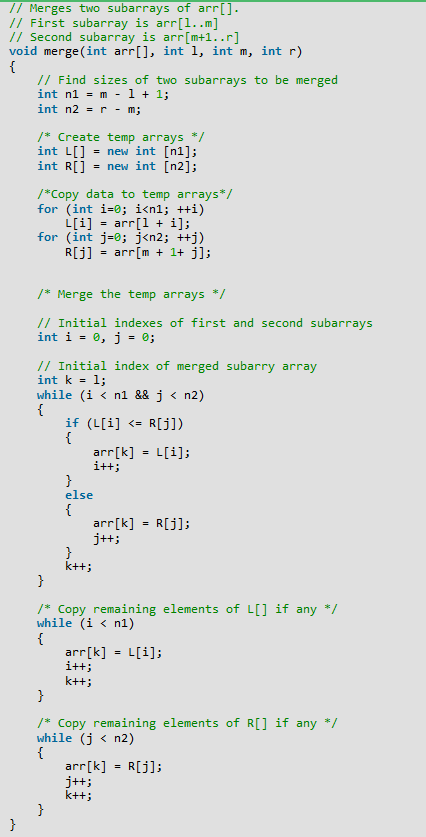 // Merges two subarrays of arr[].
// First subarray is arr[l..m]
// Second subarray is arr[m+1..r]
void merge(int arr[], int l, int m, int r)
{
    // Find sizes of two subarrays to be merged
    int n1 = m - l + 1;
    int n2 = r - m;

    /* Create temp arrays */
    int L[] = new int [n1];
    int R[] = new int [n2];

    /*Copy data to temp arrays*/
    for (int i=0; i<n1; ++i)
        L[i] = arr[l + i];
    for (int j=0; j<n2; ++j)
        R[j] = arr[m + 1+ j];


    /* Merge the temp arrays */

    // Initial indexes of first and second subarrays
    int i = 0, j = 0;

    // Initial index of merged subarry array
    int k = l;
    while (i < n1 && j < n2)
    {
        if (L[i] <= R[j])
        {
            arr[k] = L[i];
            i++;
        }
        else
        {
            arr[k] = R[j];
            j++;
        }
        k++;
    }

    /* Copy remaining elements of L[] if any */
    while (i < n1)
    {
        arr[k] = L[i];
        i++;
        k++;
    }

    /* Copy remaining elements of R[] if any */
    while (j < n2)
    {
        arr[k] = R[j];
        j++;
        k++;
    }
}